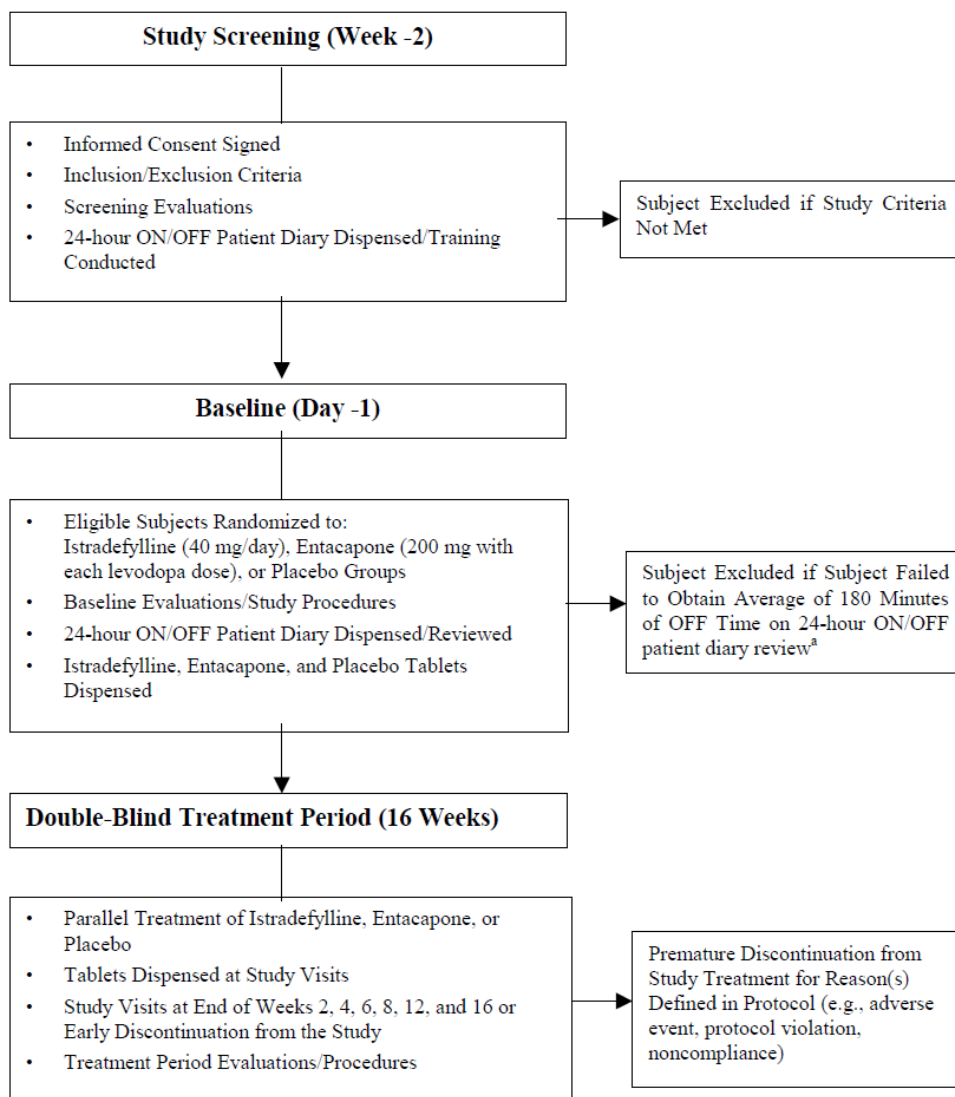 Study Screening (Week -2)
• Informed Consent Signed
• Inclusion/Exclusion Criteria
• Screening Evaluations
• 24-hour ON/OFF Patient Diary Dispensed/Training
Conducted
Subject Excluded if Study Criteria
Not Met
Baseline (Day -1)
• Eligible Subjects Randomized to:
Istradefylline (40 mg/day), Entacapone (200 mg with
each levodopa dose), or Placebo Groups
• Baseline Evaluations/Study Procedures
• 24-hour ON/OFF Patient Diary Dispensed/Reviewed
• Istradefylline, Entacapone, and Placebo Tablets
Dispensed
Subject Excluded if Subject Failed
to Obtain Average of 180 Minutes
of OFF Time on 24-hour ON/OFF
patient diary reviewᵃ
Double-Blind Treatment Period (16 Weeks)
• Parallel Treatment of Istradefylline, Entacapone, or
Placebo
• Tablets Dispensed at Study Visits
• Study Visits at End of Weeks 2, 4, 6, 8, 12, and 16 or
Early Discontinuation from the Study
• Treatment Period Evaluations/Procedures
Premature Discontinuation from
Study Treatment for Reason(s)
Defined in Protocol (e.g., adverse
event, protocol violation,
noncompliance)